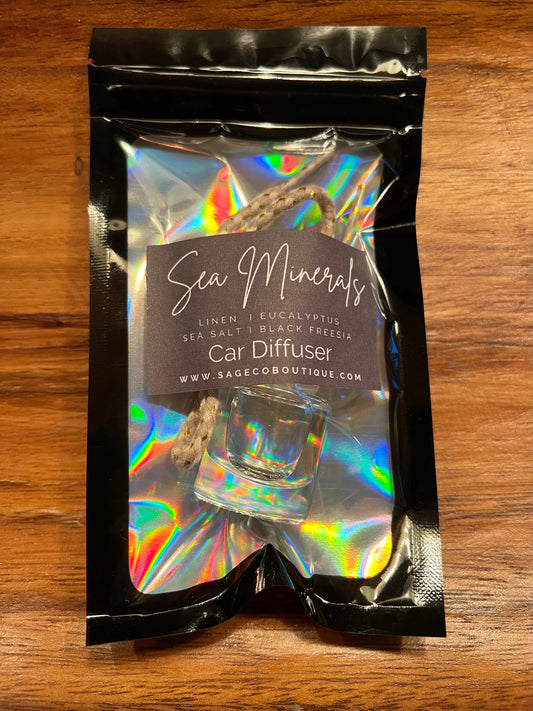 Sea Minerals
LINEN | EUCALYPTUS
SEA SALT | BLACK FREESIA
Car Diffuser
WWW.SAGECOBOUTIQUE.COM